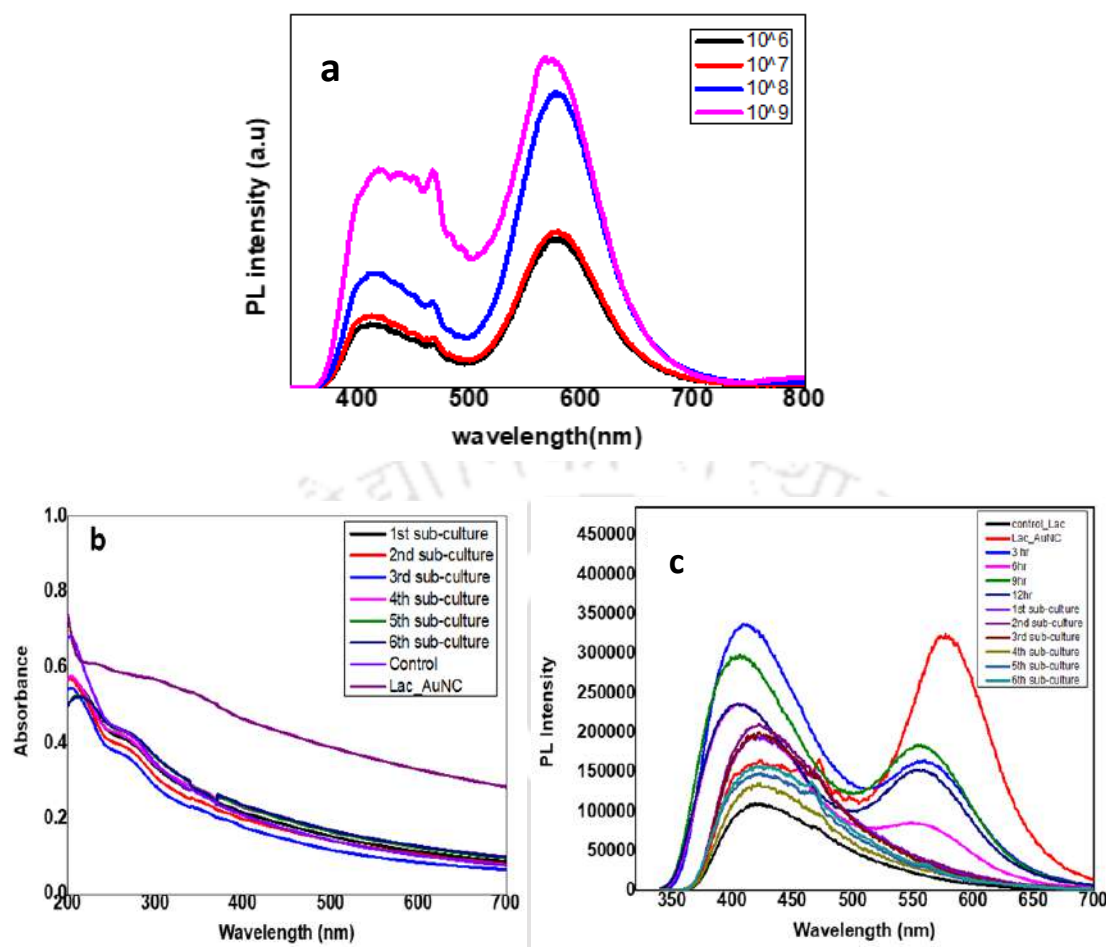 a
10^6
10^7
10^8
10^9
PL intensity (a.u)
400 500 600 700 800
wavelength(nm)
b
1.0
0.8
0.6
0.4
0.2
0.0
Absorbance
1st sub-culture
2nd sub-culture
3rd sub-culture
4th sub-culture
5th sub-culture
6th sub-culture
Control
Lac_AuNC
200 300 400 500 600 700
Wavelength (nm)
c
450000
400000
350000
300000
250000
200000
150000
100000
50000
0
PL Intensity
control_Lac
Lac_AuNC
3 hr
6hr
9hr
12hr
1st sub-culture
2nd sub-culture
3rd sub-culture
4th sub-culture
5th sub-culture
6th sub-culture
350 400 450 500 550 600 650 700
Wavelength (nm)